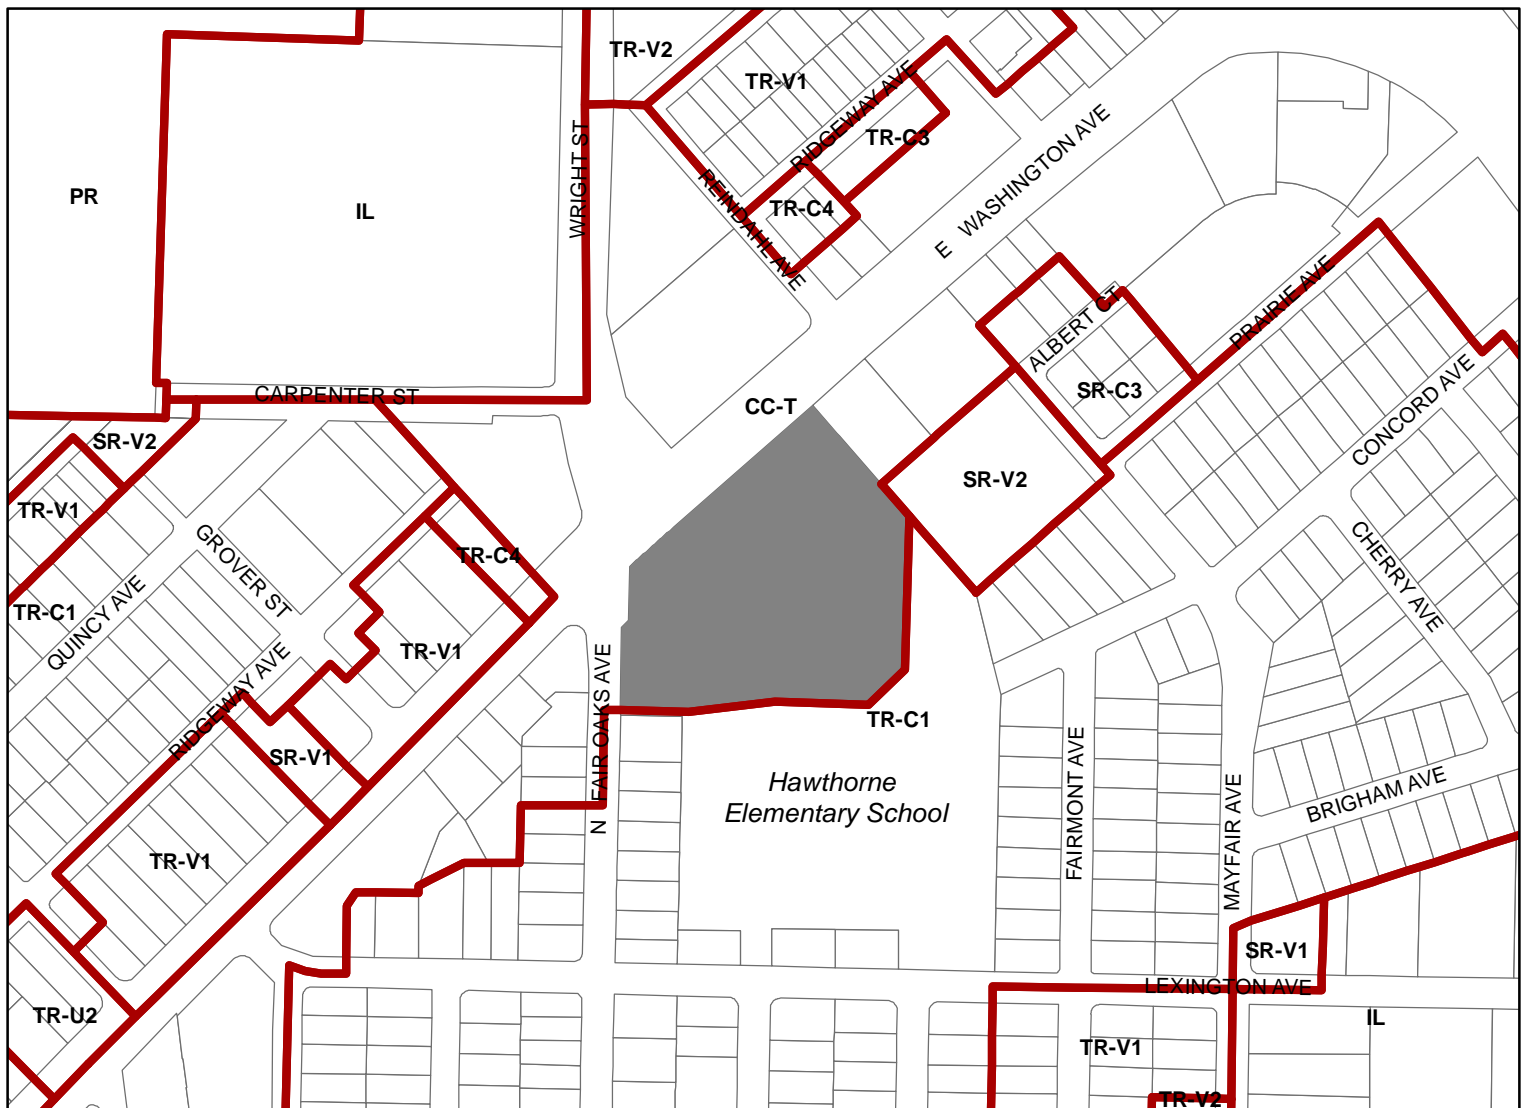 TR-V2
TR-V1
RIDGEWAY AVE
TR-C3
E WASHINGTON AVE
WRIGHT ST
PR
IL
REINDAHL AVE
TR-C4
ALBERT CT
PRAIRIE AVE
CARPENTER ST
CC-T
SR-C3
CONCORD AVE
SR-V2
SR-V2
TR-V1
GROVER ST
TR-C4
CHERRY AVE
TR-C1
QUINCY AVE
TR-V1
RIDGEWAY AVE
N FAIR OAKS AVE
TR-C1
SR-V1
Hawthorne
Elementary School
FAIRMONT AVE
MAYFAIR AVE
BRIGHAM AVE
TR-V1
SR-V1
LEXINGTON AVE
TR-U2
IL
TR-V1
TR-V2